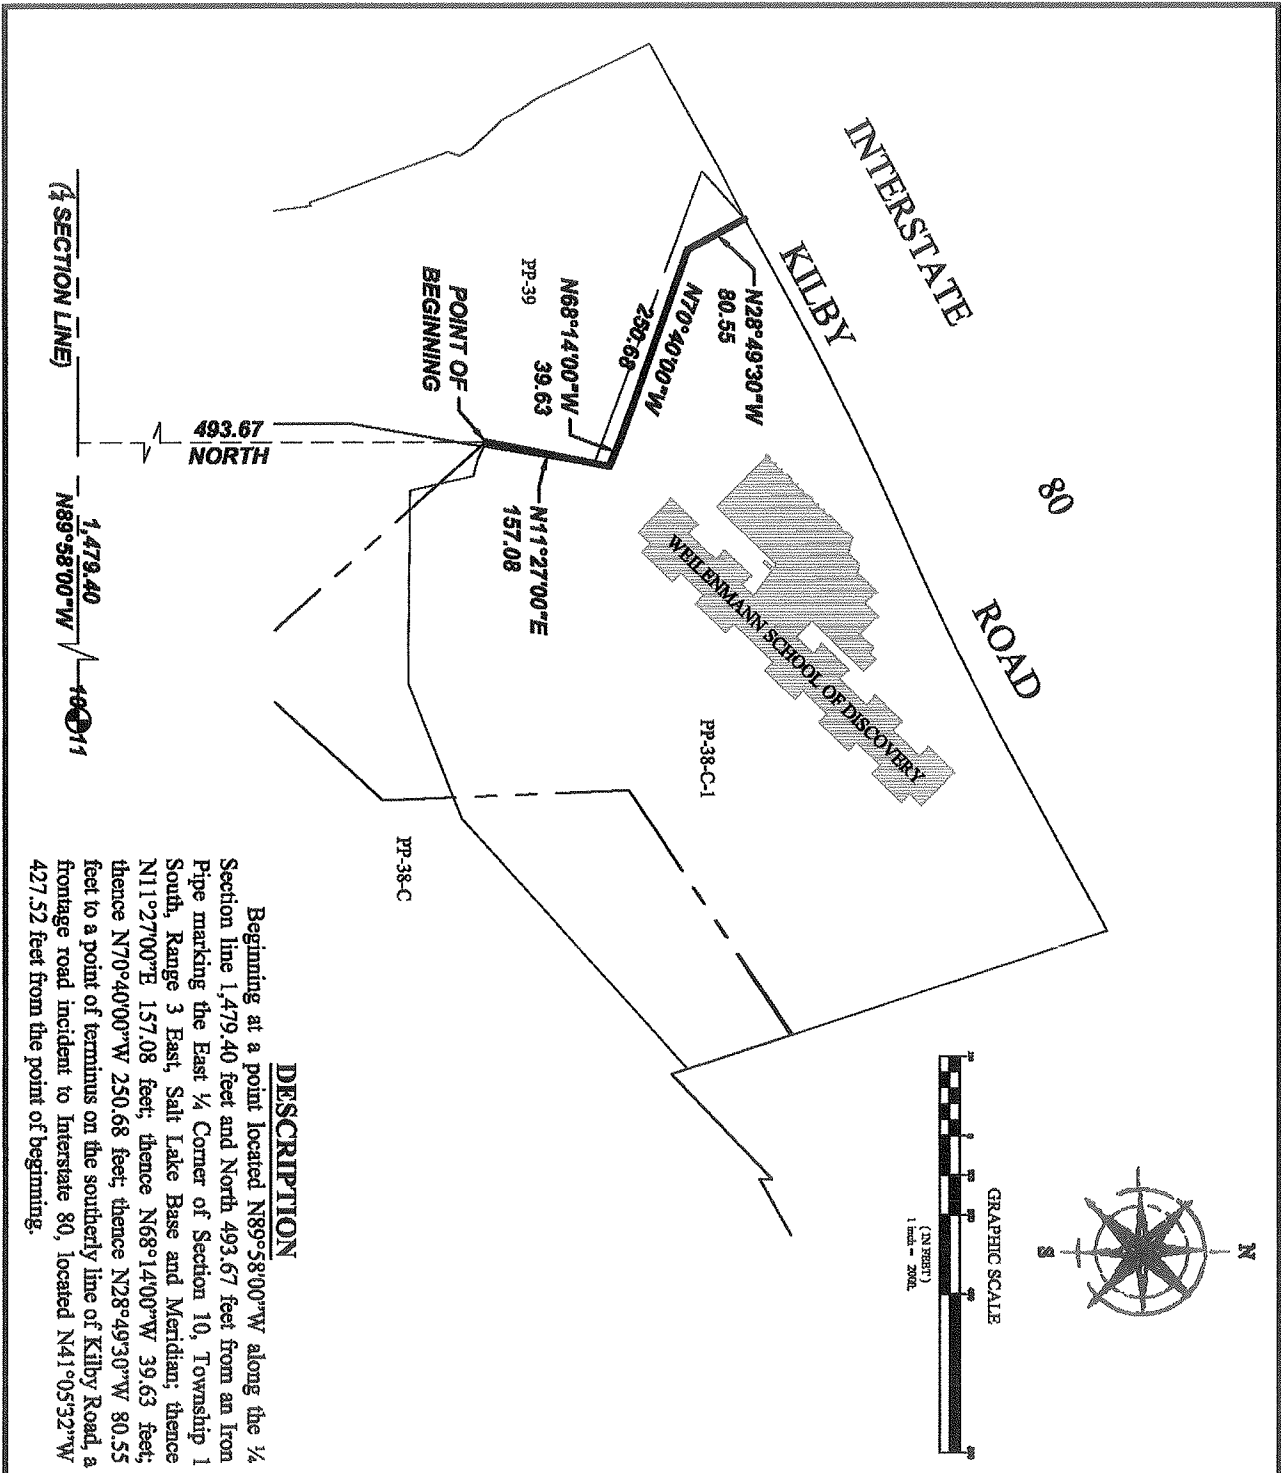 INTERSTATE
80
KILBY
ROAD
N28°49'30"W
80.55
N70°40'00"W
250.68
N68°14'00"W
39.63
PP-39
POINT OF
BEGINNING
N11°27'00"E
157.08
WEILENMANN SCHOOL OF DISCOVERY
PP-38-C-1
PP-38-C
493.67
NORTH
(¼ SECTION LINE)
1,479.40
N89°58'00"W
10 11
N
S
GRAPHIC SCALE
( IN FEET )
1 inch = 200ft.
DESCRIPTION
Beginning at a point located N89°58'00"W along the ¼
Section line 1,479.40 feet and North 493.67 feet from an Iron
Pipe marking the East ¼ Corner of Section 10, Township 1
South, Range 3 East, Salt Lake Base and Meridian; thence
N11°27'00"E 157.08 feet; thence N68°14'00"W 39.63 feet;
thence N70°40'00"W 250.68 feet; thence N28°49'30"W 80.55
feet to a point of terminus on the southerly line of Kilby Road, a
frontage road incident to Interstate 80, located N41°05'32"W
427.52 feet from the point of beginning.